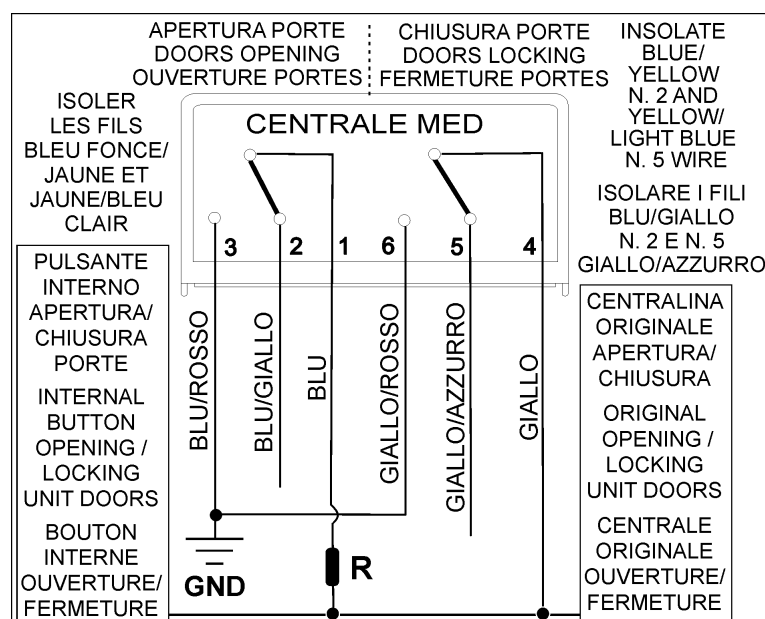 APERTURA PORTE
DOORS OPENING
OUVERTURE PORTES
CHIUSURA PORTE
DOORS LOCKING
FERMETURE PORTES
INSOLATE
BLUE/
YELLOW
N. 2 AND
YELLOW/
LIGHT BLUE
N. 5 WIRE
ISOLER
LES FILS
BLEU FONCE/
JAUNE ET
JAUNE/BLEU
CLAIR
CENTRALE MED
ISOLARE I FILI
BLU/GIALLO
N. 2 E N. 5
GIALLO/AZZURRO
3
2
1
6
5
4
PULSANTE
INTERNO
APERTURA/
CHIUSURA
PORTE
INTERNAL
BUTTON
OPENING /
LOCKING
UNIT DOORS
BOUTON
INTERNE
OUVERTURE/
FERMETURE
BLU/ROSSO
BLU/GIALLO
BLU
GIALLO/ROSSO
GIALLO/AZZURRO
GIALLO
GND
R
CENTRALINA
ORIGINALE
APERTURA/
CHIUSURA
ORIGINAL
OPENING /
LOCKING
UNIT DOORS
CENTRALE
ORIGINALE
OUVERTURE/
FERMETURE